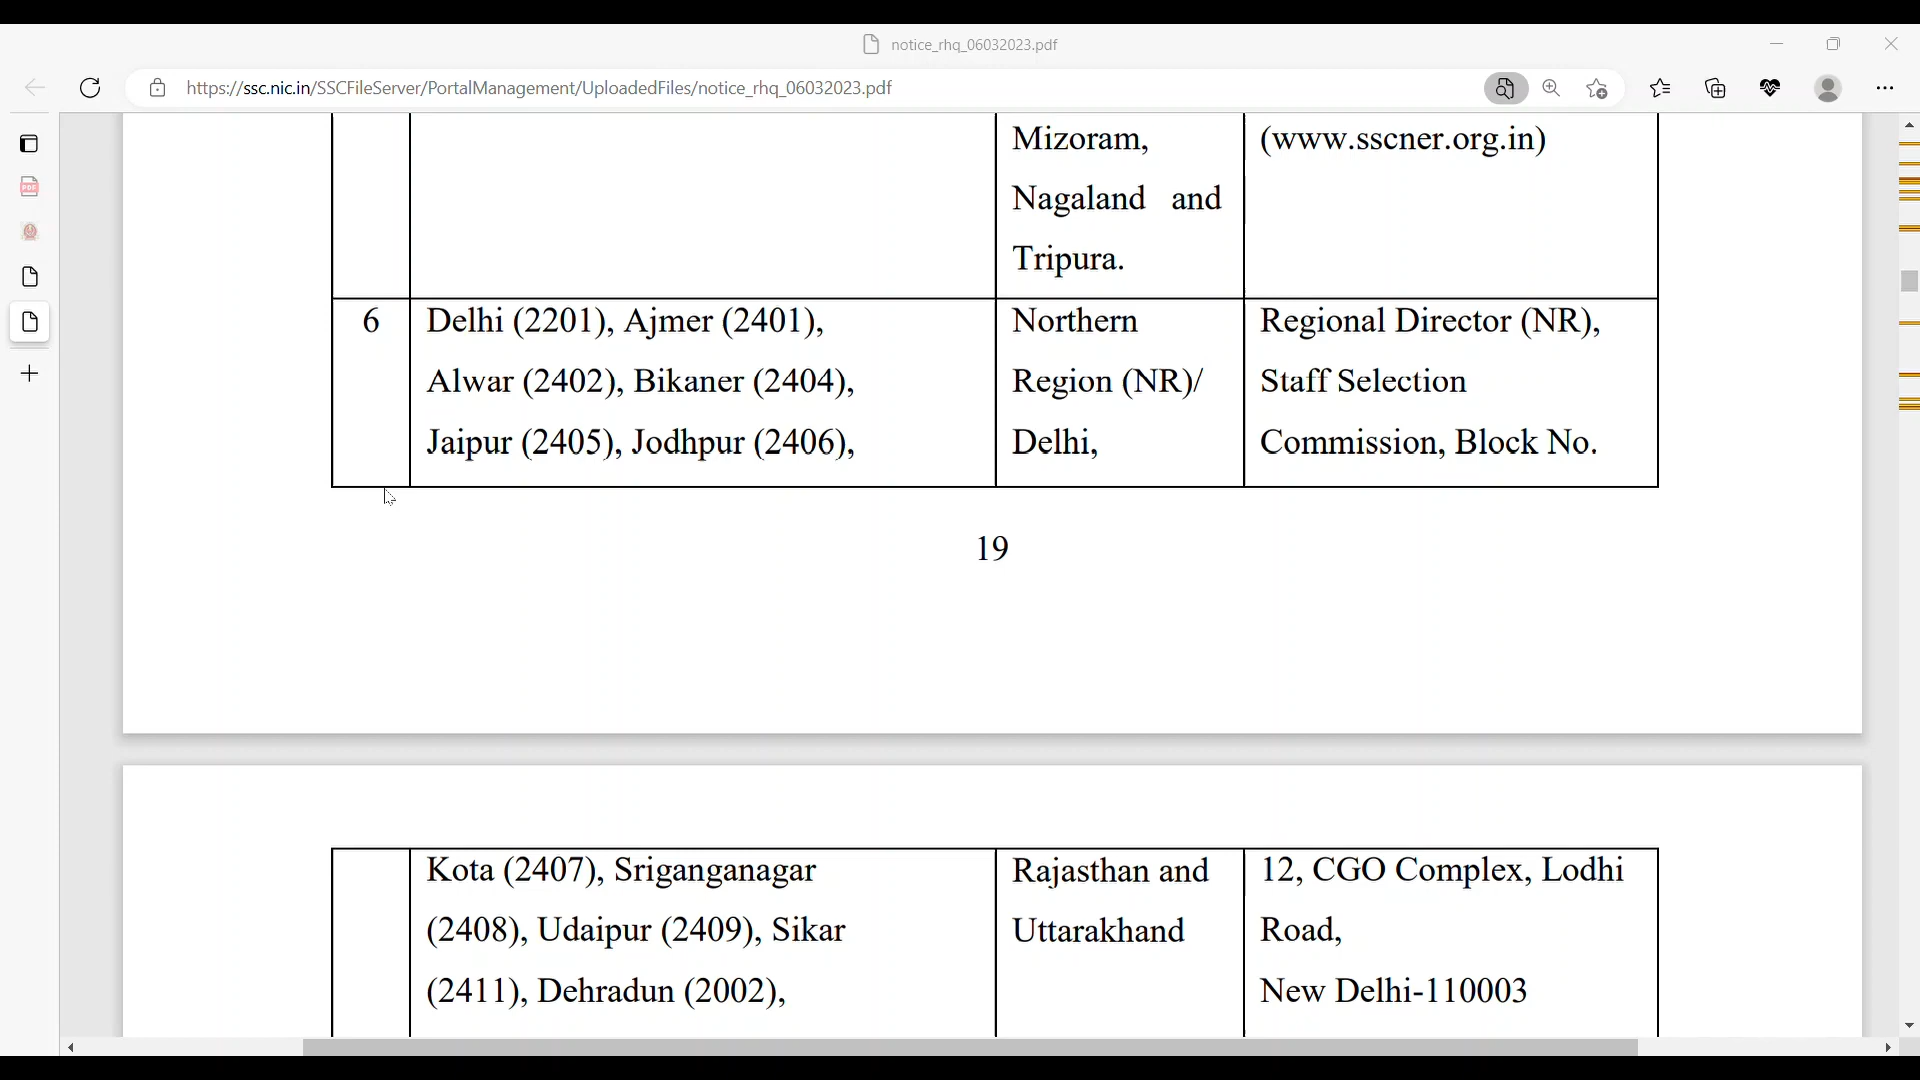 notice_rhq_06032023.pdf
https://ssc.nic.in/SSCFileServer/PortalManagement/UploadedFiles/notice_rhq_06032023.pdf
PDF
Mizoram,
Nagaland and
Tripura.
(www.sscner.org.in)
6
Delhi (2201), Ajmer (2401),
Alwar (2402), Bikaner (2404),
Jaipur (2405), Jodhpur (2406),
Northern
Region (NR)/
Delhi,
Regional Director (NR),
Staff Selection
Commission, Block No.
19
Kota (2407), Sriganganagar
(2408), Udaipur (2409), Sikar
(2411), Dehradun (2002),
Rajasthan and
Uttarakhand
12, CGO Complex, Lodhi
Road,
New Delhi-110003